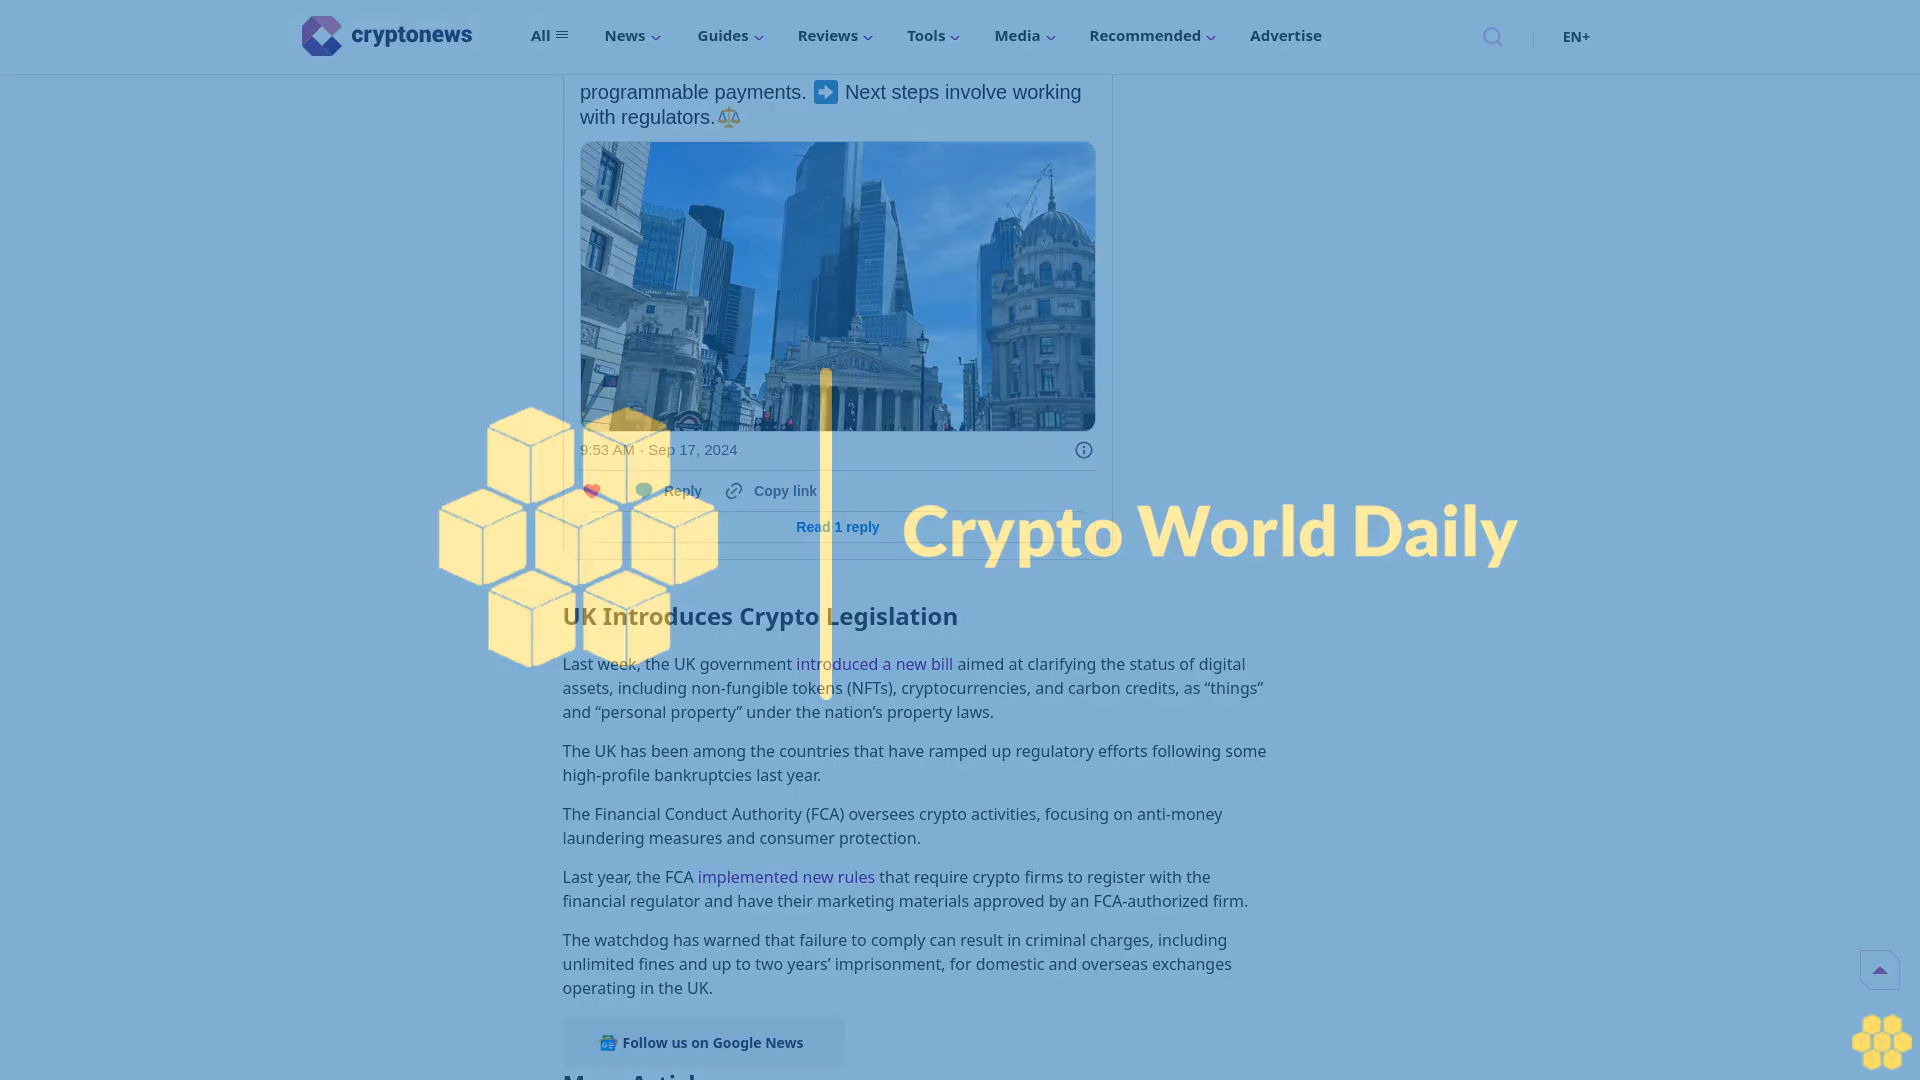 cryptonews
All News Guides Reviews Tools Media Recommended Advertise EN+
programmable payments. ➡️ Next steps involve working
with regulators.⚖️
9:53 AM · Sep 17, 2024
Reply Copy link
Read 1 reply
Crypto World Daily
UK Introduces Crypto Legislation
Last week, the UK government introduced a new bill aimed at clarifying the status of digital
assets, including non-fungible tokens (NFTs), cryptocurrencies, and carbon credits, as “things”
and “personal property” under the nation’s property laws.
The UK has been among the countries that have ramped up regulatory efforts following some
high-profile bankruptcies last year.
The Financial Conduct Authority (FCA) oversees crypto activities, focusing on anti-money
laundering measures and consumer protection.
Last year, the FCA implemented new rules that require crypto firms to register with the
financial regulator and have their marketing materials approved by an FCA-authorized firm.
The watchdog has warned that failure to comply can result in criminal charges, including
unlimited fines and up to two years’ imprisonment, for domestic and overseas exchanges
operating in the UK.
Follow us on Google News